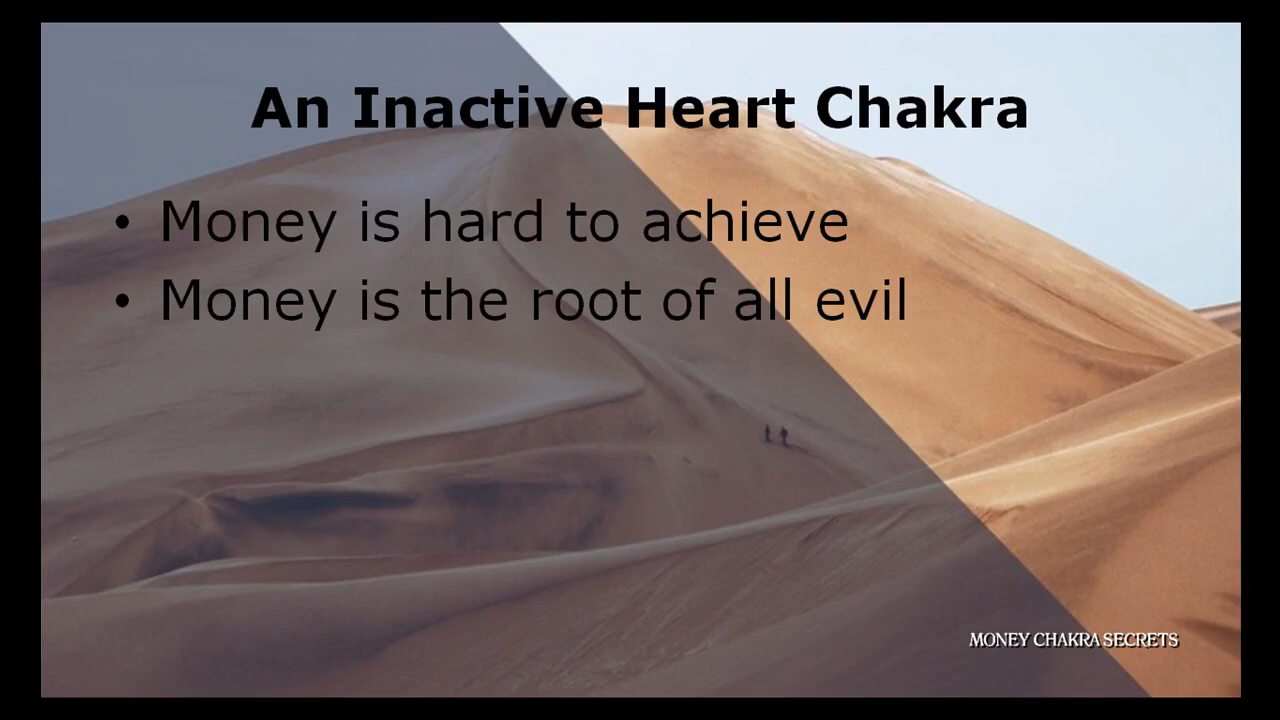 An Inactive Heart Chakra
• Money is hard to achieve
• Money is the root of all evil
MONEY CHAKRA SECRETS